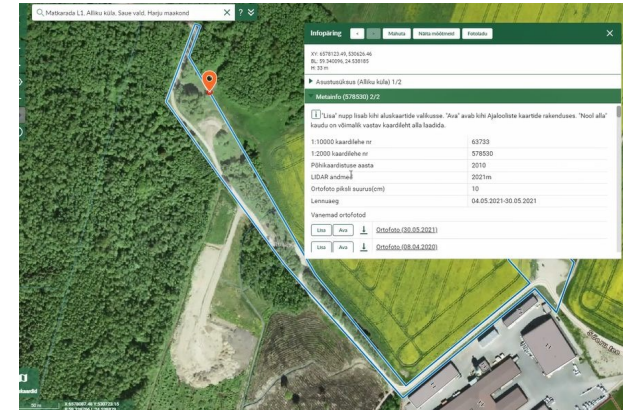 Matkarada L1, Alliku küla, Saue vald, Harju maakond
X ? 
Infopäring Maluta Näita mõõtmeid Fotoladu X
XY: 6578123.49, 530626.46
BL: 59.340096, 24.538185
H: 33 m
Asustusüksus (Alliku küla) 1/2
Metainfo (578530) 2/2
i "Lisa" nupp lisab kihi aluskaartide valikusse. 'Ava' avab kihi Ajalooliste kaartide rakenduses. "Nool alla'
kaudu on võimalik vastav kaardileht alla laadida.
1:10000 kaardilehe nr 63733
1:2000 kaardilehe nr 578530
Põhikaardistuse aasta 2010
LIDAR andmed 2021m
Ortofoto piksli suurus(cm) 10
Lennuaeg 04.05.2021-30.05.2021
Vanemad ortofotod
Lisa Ava Ortofoto (30.05.2021)
Lisa Ava Ortofoto (08.04.2020)